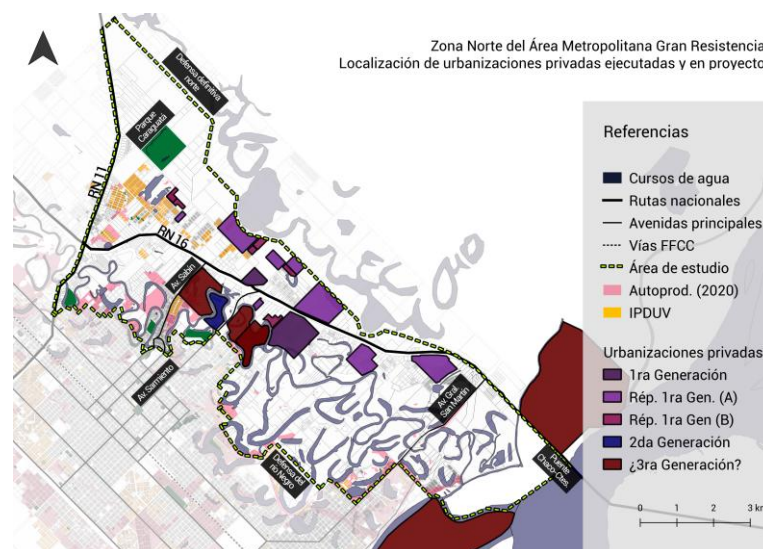 Zona Norte del Área Metropolitana Gran Resistencia
Localización de urbanizaciones privadas ejecutadas y en proyecto
Defensa definitiva
norte
Parque
Caraguatá
RN 11
RN 16
Av. Sabin
Av. Sarmiento
Av. Gral.
San Martín
Defensa del
río Negro
Puente
Chaco-Ctes.
Referencias
Cursos de agua
Rutas nacionales
Avenidas principales
Vías FFCC
Área de estudio
Autoprod. (2020)
IPDUV
Urbanizaciones privadas
1ra Generación
Rép. 1ra Gen. (A)
Rép. 1ra Gen (B)
2da Generación
¿3ra Generación?
0 1 2 3 km